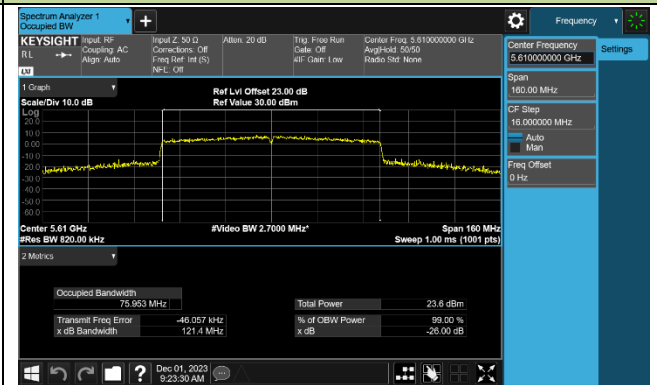 Spectrum Analyzer 1
Occupied BW
Frequency
KEYSIGHT
Input: RF
Coupling: AC
Align: Auto
Input Z: 50 Ω
Corrections: Off
Freq Ref: Int (S)
NFE: Off
Atten: 20 dB
Trig: Free Run
Gate: Off
#IF Gain: Low
Center Freq: 5.610000000 GHz
Avg|Hold: 50/50
Radio Std: None
RL
LXI
Center Frequency
5.610000000 GHz
Settings
Span
160.00 MHz
CF Step
16.000000 MHz
Auto
Man
Freq Offset
0 Hz
1 Graph
Scale/Div 10.0 dB
Ref Lvl Offset 23.00 dB
Ref Value 30.00 dBm
Log
20.0
10.0
0.00
-10.0
-20.0
-30.0
-40.0
-50.0
-60.0
Center 5.61 GHz
#Video BW 2.7000 MHz*
Span 160 MHz
#Res BW 820.00 kHz
Sweep 1.00 ms (1001 pts)
2 Metrics
Occupied Bandwidth
75.953 MHz
Total Power
23.6 dBm
Transmit Freq Error
-46.057 kHz
% of OBW Power
99.00 %
x dB Bandwidth
121.4 MHz
x dB
-26.00 dB
Dec 01, 2023
9:23:30 AM